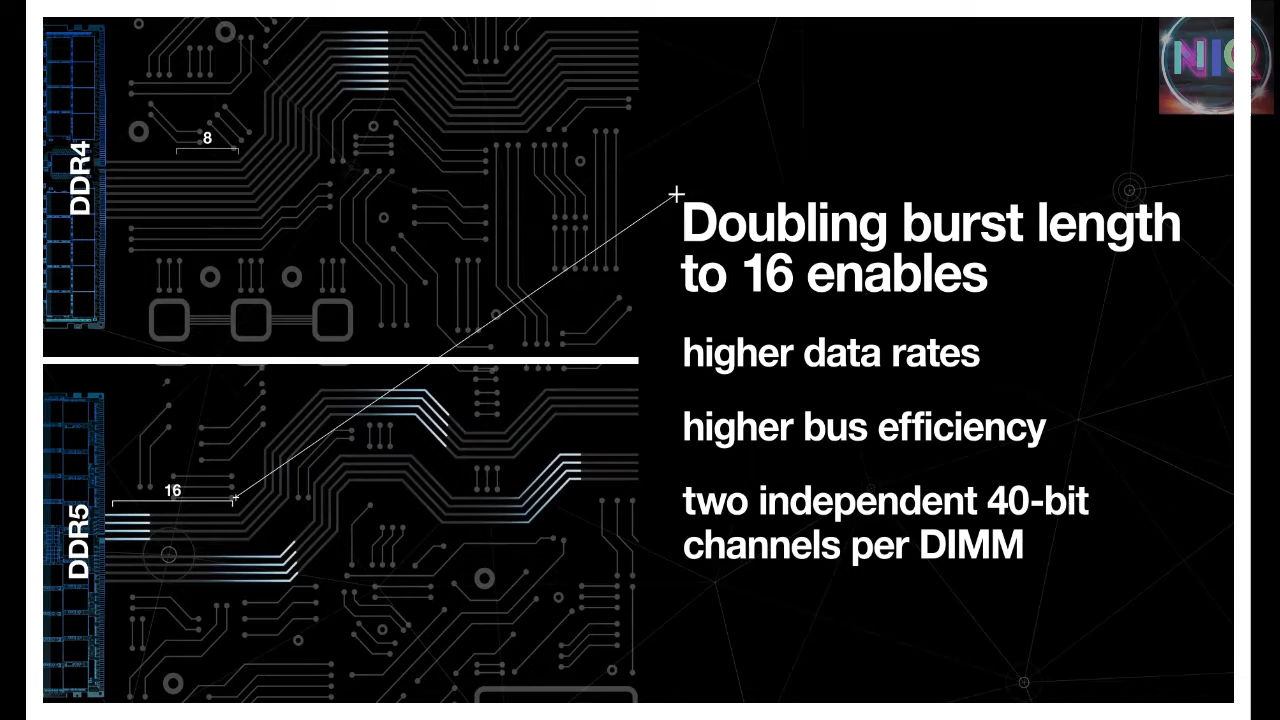 NIQ
DDR4
8
Doubling burst length
to 16 enables
higher data rates
higher bus efficiency
two independent 40-bit
channels per DIMM
DDR5
16